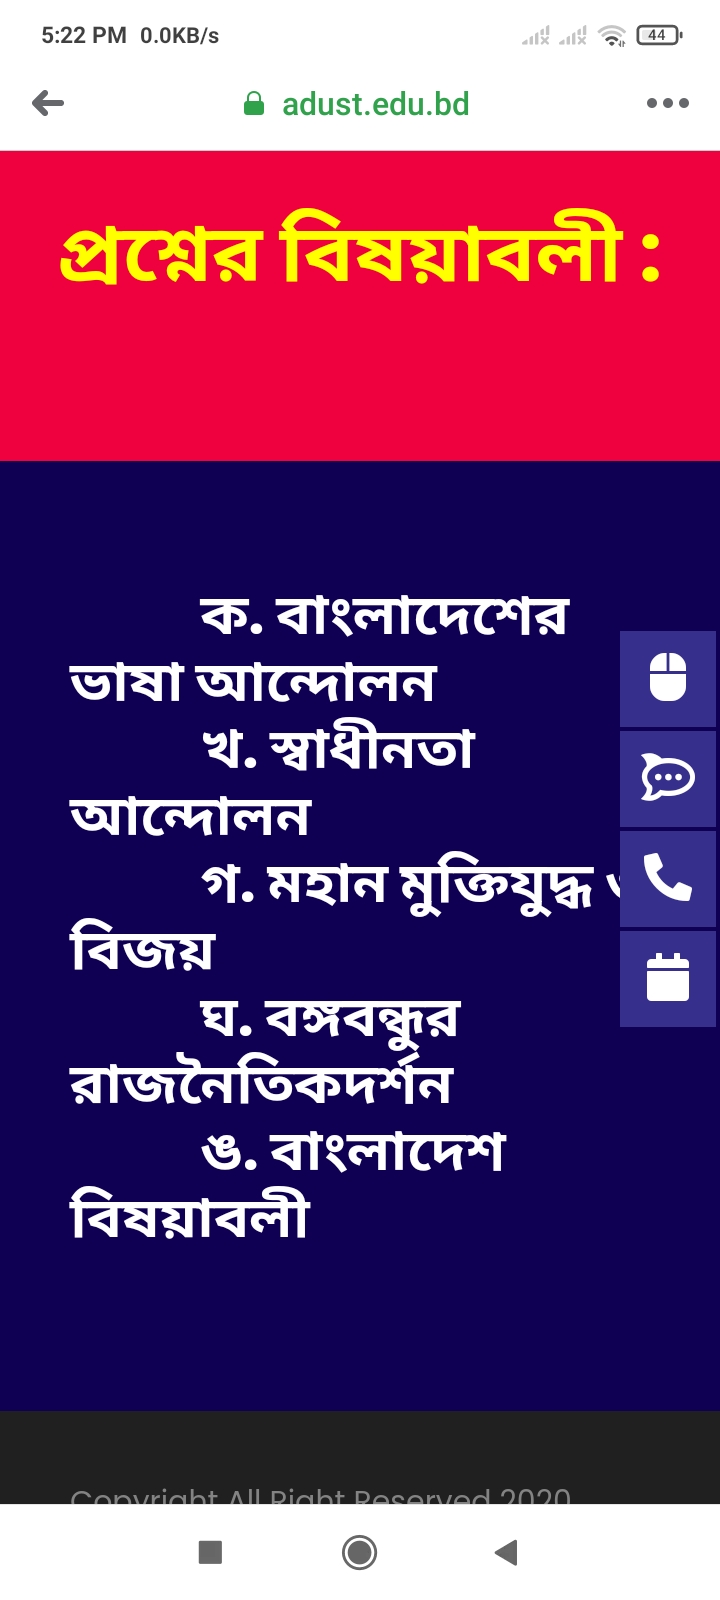 5:22 PM 0.0KB/s
44
adust.edu.bd
প্রশ্নের বিষয়াবলী :
ক. বাংলাদেশের
ভাষা আন্দোলন
খ. স্বাধীনতা
আন্দোলন
গ. মহান মুক্তিযুদ্ধ
বিজয়
ঘ. বঙ্গবন্ধুর
রাজনৈতিকদর্শন
ঙ. বাংলাদেশ
বিষয়াবলী
Copyright All Right Reserved 2020